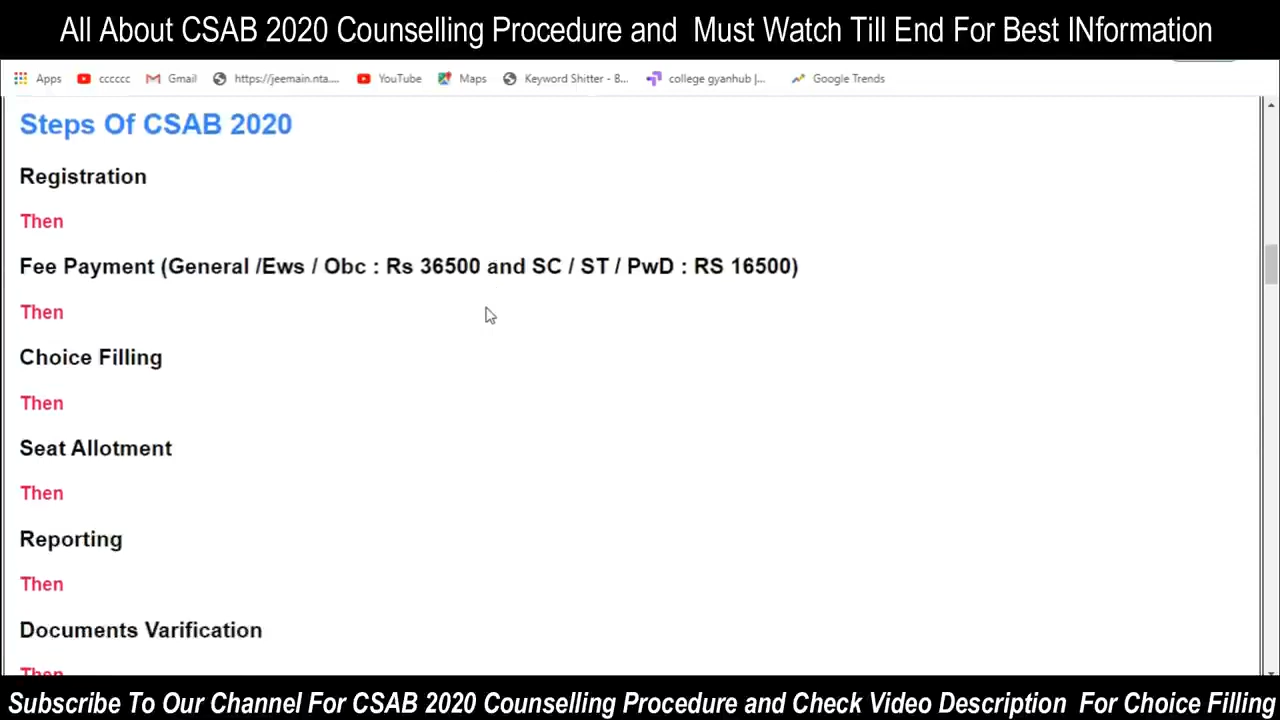 All About CSAB 2020 Counselling Procedure and Must Watch Till End For Best INformation
Apps cccccc Gmail https://jeemain.nta.... YouTube Maps Keyword Shitter - 8... college gyanhub |... Google Trends
Steps Of CSAB 2020
Registration
Then
Fee Payment (General /Ews / Obc : Rs 36500 and SC / ST / PwD : RS 16500)
Then
Choice Filling
Then
Seat Allotment
Then
Reporting
Then
Documents Varification
Then
Subscribe To Our Channel For CSAB 2020 Counselling Procedure and Check Video Description For Choice Filling